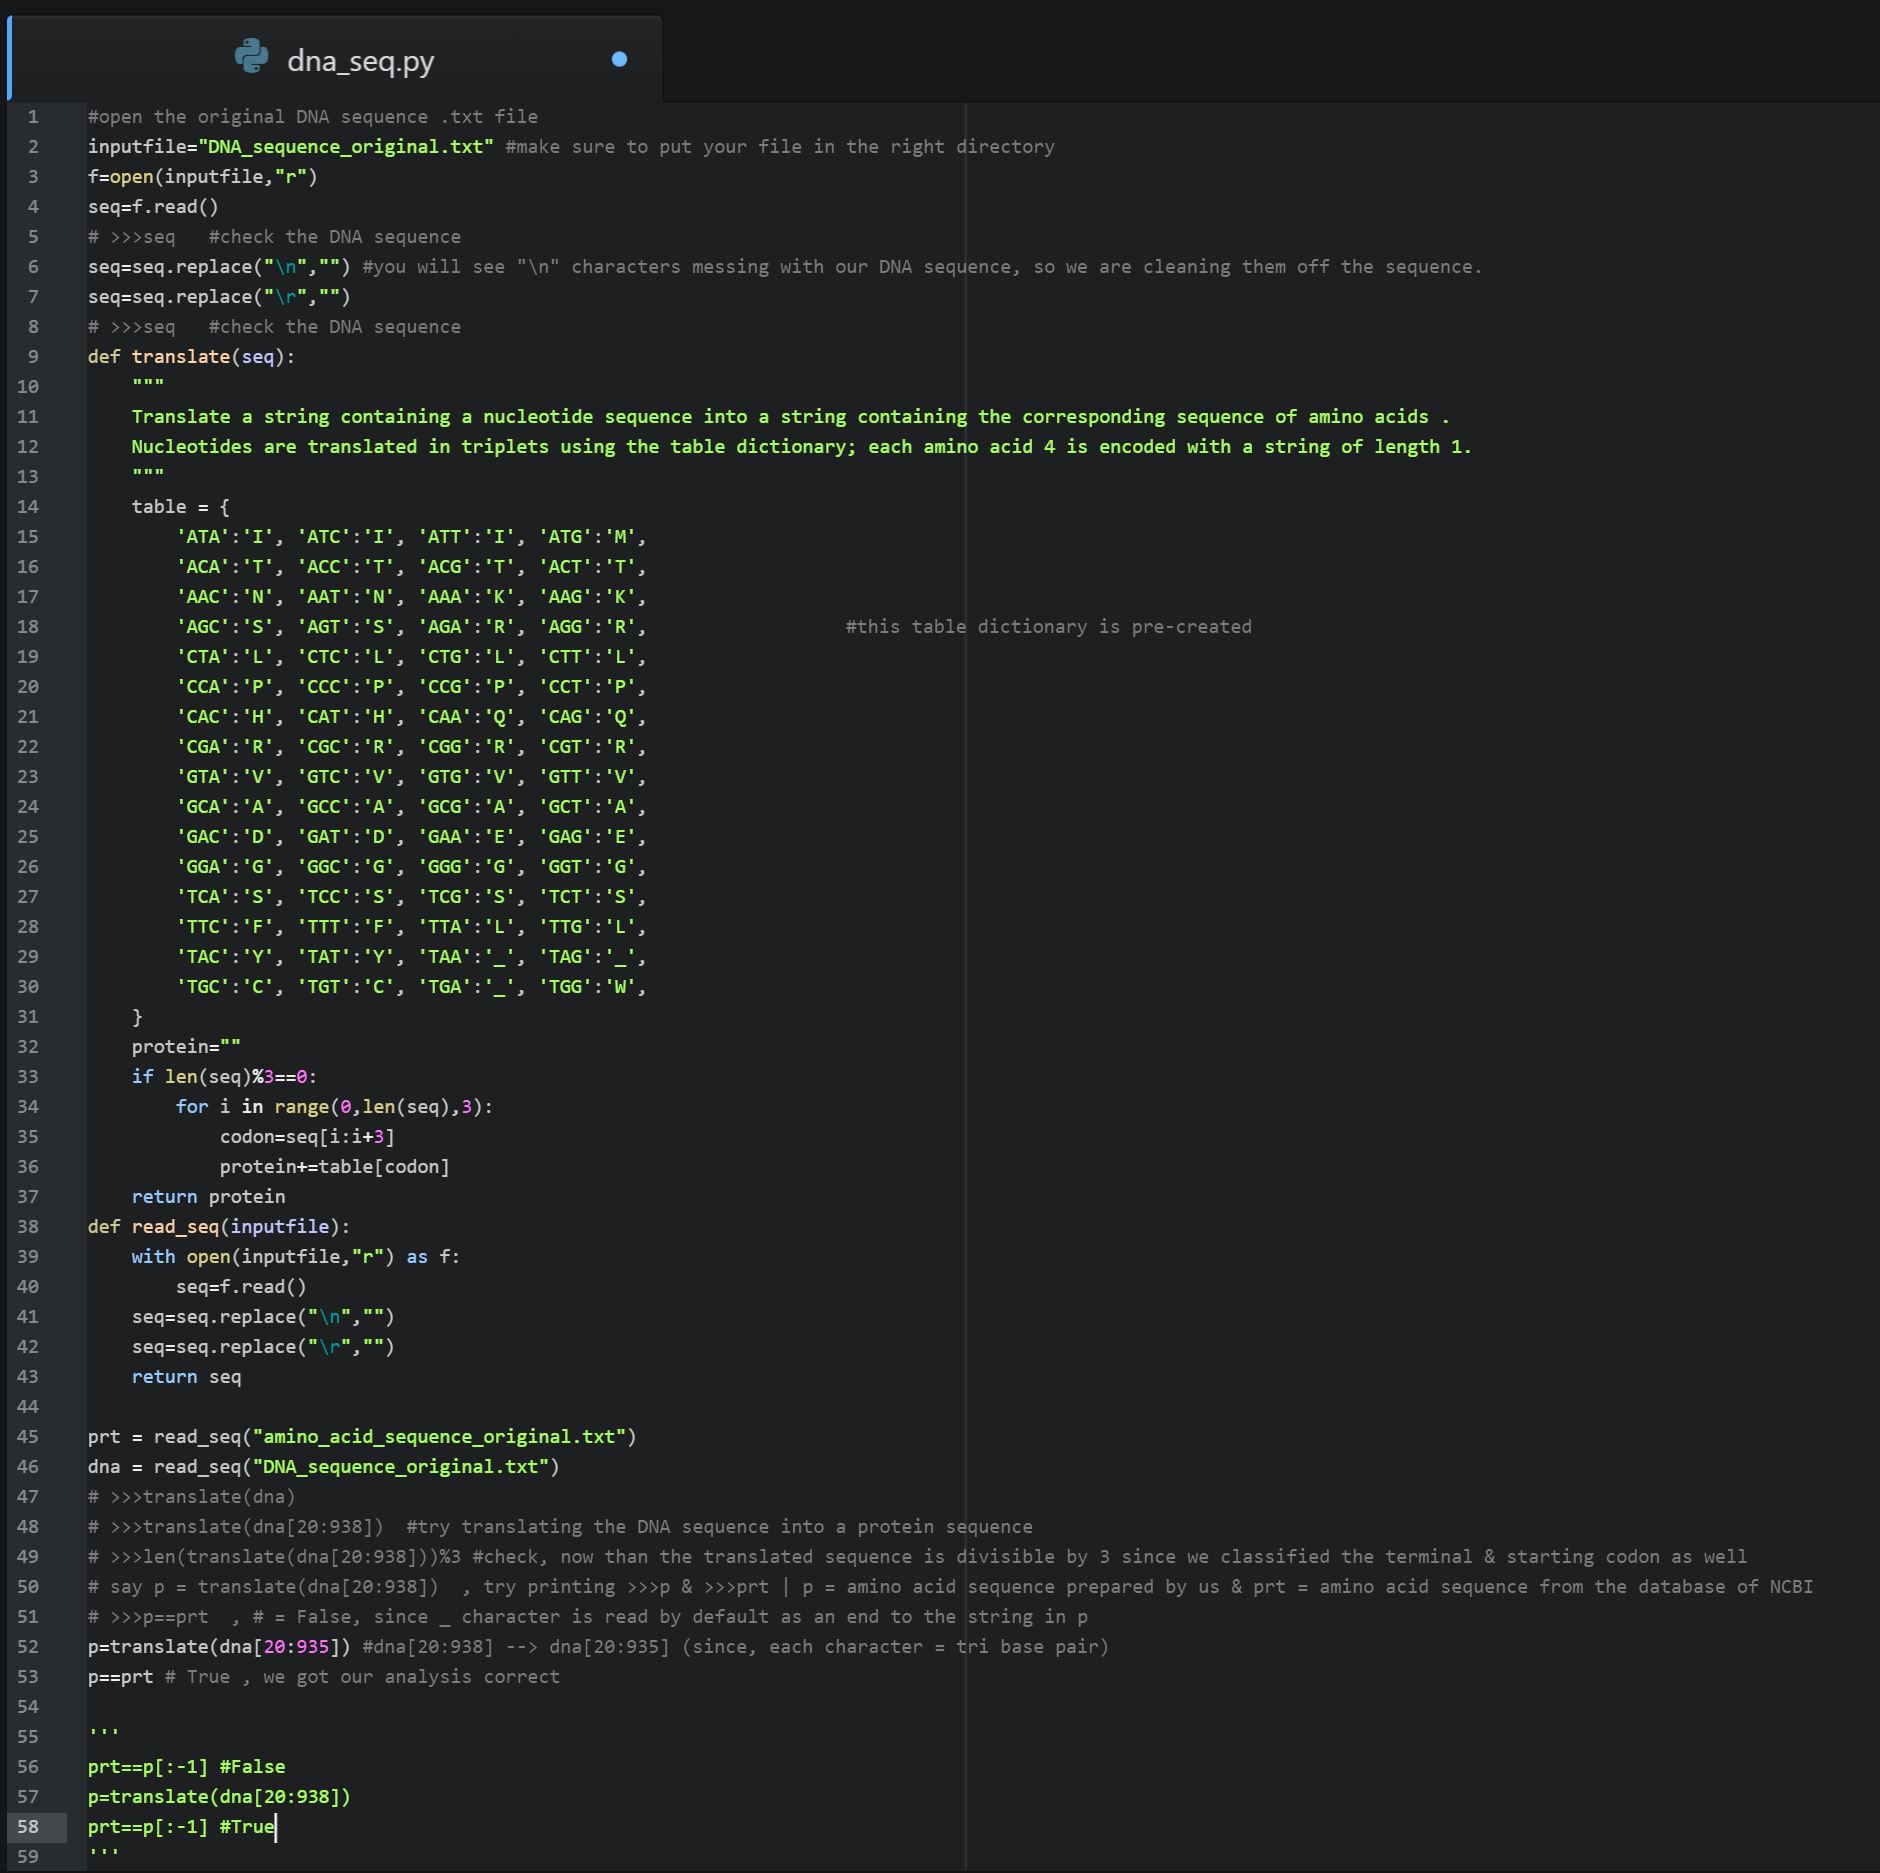 dna_seq.py
1 #open the original DNA sequence .txt file
2 inputfile="DNA_sequence_original.txt" #make sure to put your file in the right directory
3 f=open(inputfile,"r")
4 seq=f.read()
5 # >>>seq   #check the DNA sequence
6 seq=seq.replace("\n","") #you will see "\n" characters messing with our DNA sequence, so we are cleaning them off the sequence.
7 seq=seq.replace("\r","")
8 # >>>seq   #check the DNA sequence
9 def translate(seq):
10     """
11     Translate a string containing a nucleotide sequence into a string containing the corresponding sequence of amino acids .
12     Nucleotides are translated in triplets using the table dictionary; each amino acid 4 is encoded with a string of length 1.
13     """
14     table = {
15         'ATA':'I', 'ATC':'I', 'ATT':'I', 'ATG':'M',
16         'ACA':'T', 'ACC':'T', 'ACG':'T', 'ACT':'T',
17         'AAC':'N', 'AAT':'N', 'AAA':'K', 'AAG':'K',
18         'AGC':'S', 'AGT':'S', 'AGA':'R', 'AGG':'R',                  #this table dictionary is pre-created
19         'CTA':'L', 'CTC':'L', 'CTG':'L', 'CTT':'L',
20         'CCA':'P', 'CCC':'P', 'CCG':'P', 'CCT':'P',
21         'CAC':'H', 'CAT':'H', 'CAA':'Q', 'CAG':'Q',
22         'CGA':'R', 'CGC':'R', 'CGG':'R', 'CGT':'R',
23         'GTA':'V', 'GTC':'V', 'GTG':'V', 'GTT':'V',
24         'GCA':'A', 'GCC':'A', 'GCG':'A', 'GCT':'A',
25         'GAC':'D', 'GAT':'D', 'GAA':'E', 'GAG':'E',
26         'GGA':'G', 'GGC':'G', 'GGG':'G', 'GGT':'G',
27         'TCA':'S', 'TCC':'S', 'TCG':'S', 'TCT':'S',
28         'TTC':'F', 'TTT':'F', 'TTA':'L', 'TTG':'L',
29         'TAC':'Y', 'TAT':'Y', 'TAA':'_', 'TAG':'_',
30         'TGC':'C', 'TGT':'C', 'TGA':'_', 'TGG':'W',
31     }
32     protein=""
33     if len(seq)%3==0:
34         for i in range(0,len(seq),3):
35             codon=seq[i:i+3]
36             protein+=table[codon]
37     return protein
38 def read_seq(inputfile):
39     with open(inputfile,"r") as f:
40         seq=f.read()
41     seq=seq.replace("\n","")
42     seq=seq.replace("\r","")
43     return seq
44
45 prt = read_seq("amino_acid_sequence_original.txt")
46 dna = read_seq("DNA_sequence_original.txt")
47 # >>>translate(dna)
48 # >>>translate(dna[20:938])  #try translating the DNA sequence into a protein sequence
49 # >>>len(translate(dna[20:938]))%3 #check, now than the translated sequence is divisible by 3 since we classified the terminal & starting codon as well
50 # say p = translate(dna[20:938])  , try printing >>>p & >>>prt | p = amino acid sequence prepared by us & prt = amino acid sequence from the database of NCBI
51 # >>>p==prt  , # = False, since _ character is read by default as an end to the string in p
52 p=translate(dna[20:935]) #dna[20:938] --> dna[20:935] (since, each character = tri base pair)
53 p==prt # True , we got our analysis correct
54
55 '''
56 prt==p[:-1] #False
57 p=translate(dna[20:938])
58 prt==p[:-1] #True
59 '''